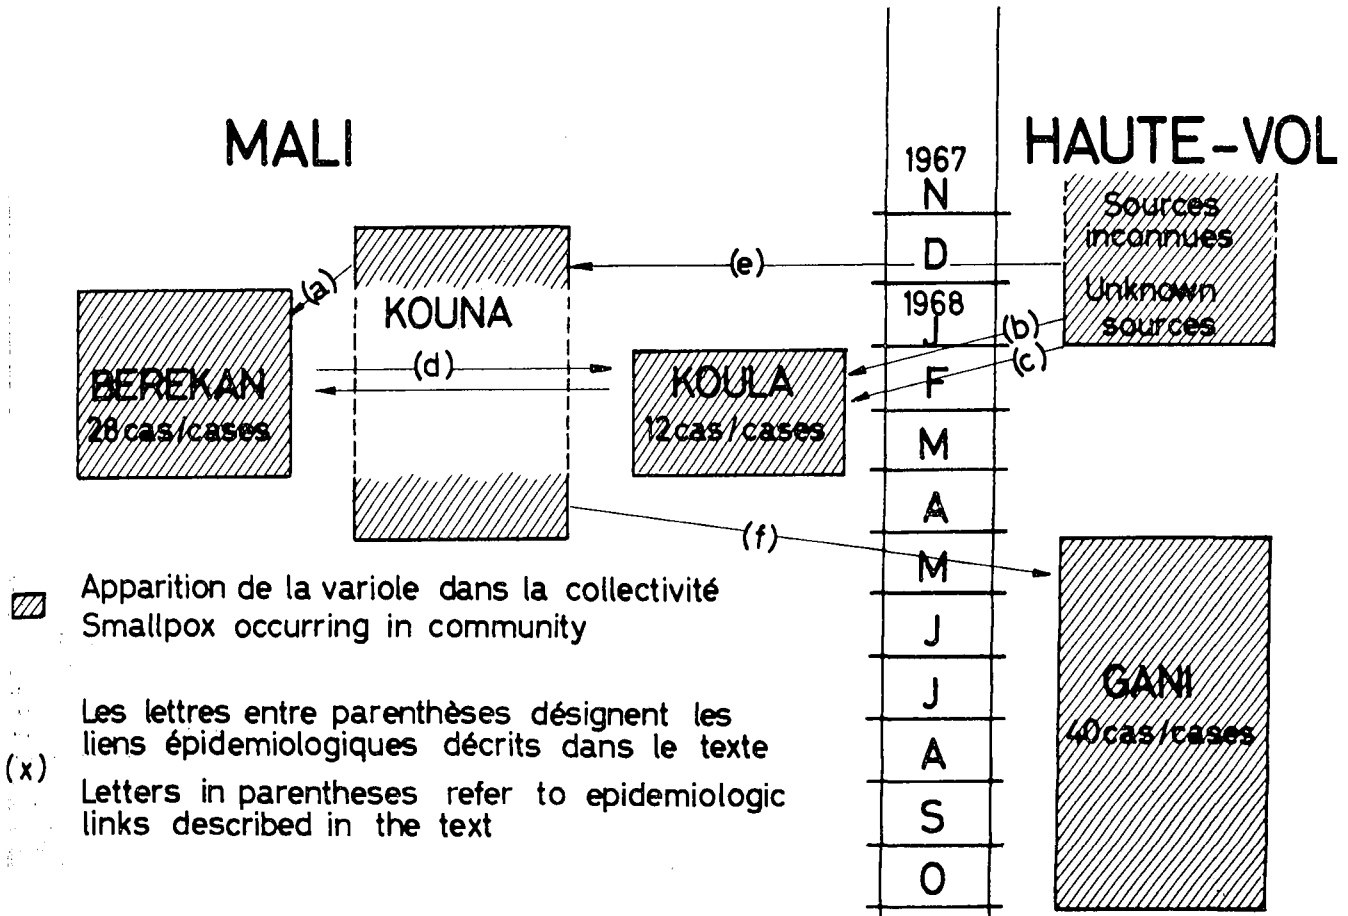 MALI
HAUTE-VOL
1967
N
D
1968
J
F
M
A
M
J
J
A
S
O
Sources
inconnues
Unknown
sources
(e)
(a)
KOUNA
(b)
(c)
(d)
BEREKAN
28 cas/cases
KOULA
12 cas/cases
(f)
GANI
40 cas/cases
Apparition de la variole dans la collectivité
Smallpox occurring in community
Les lettres entre parenthèses désignent les
liens épidemiologiques décrits dans le texte
(x)
Letters in parentheses refer to epidemiologic
links described in the text